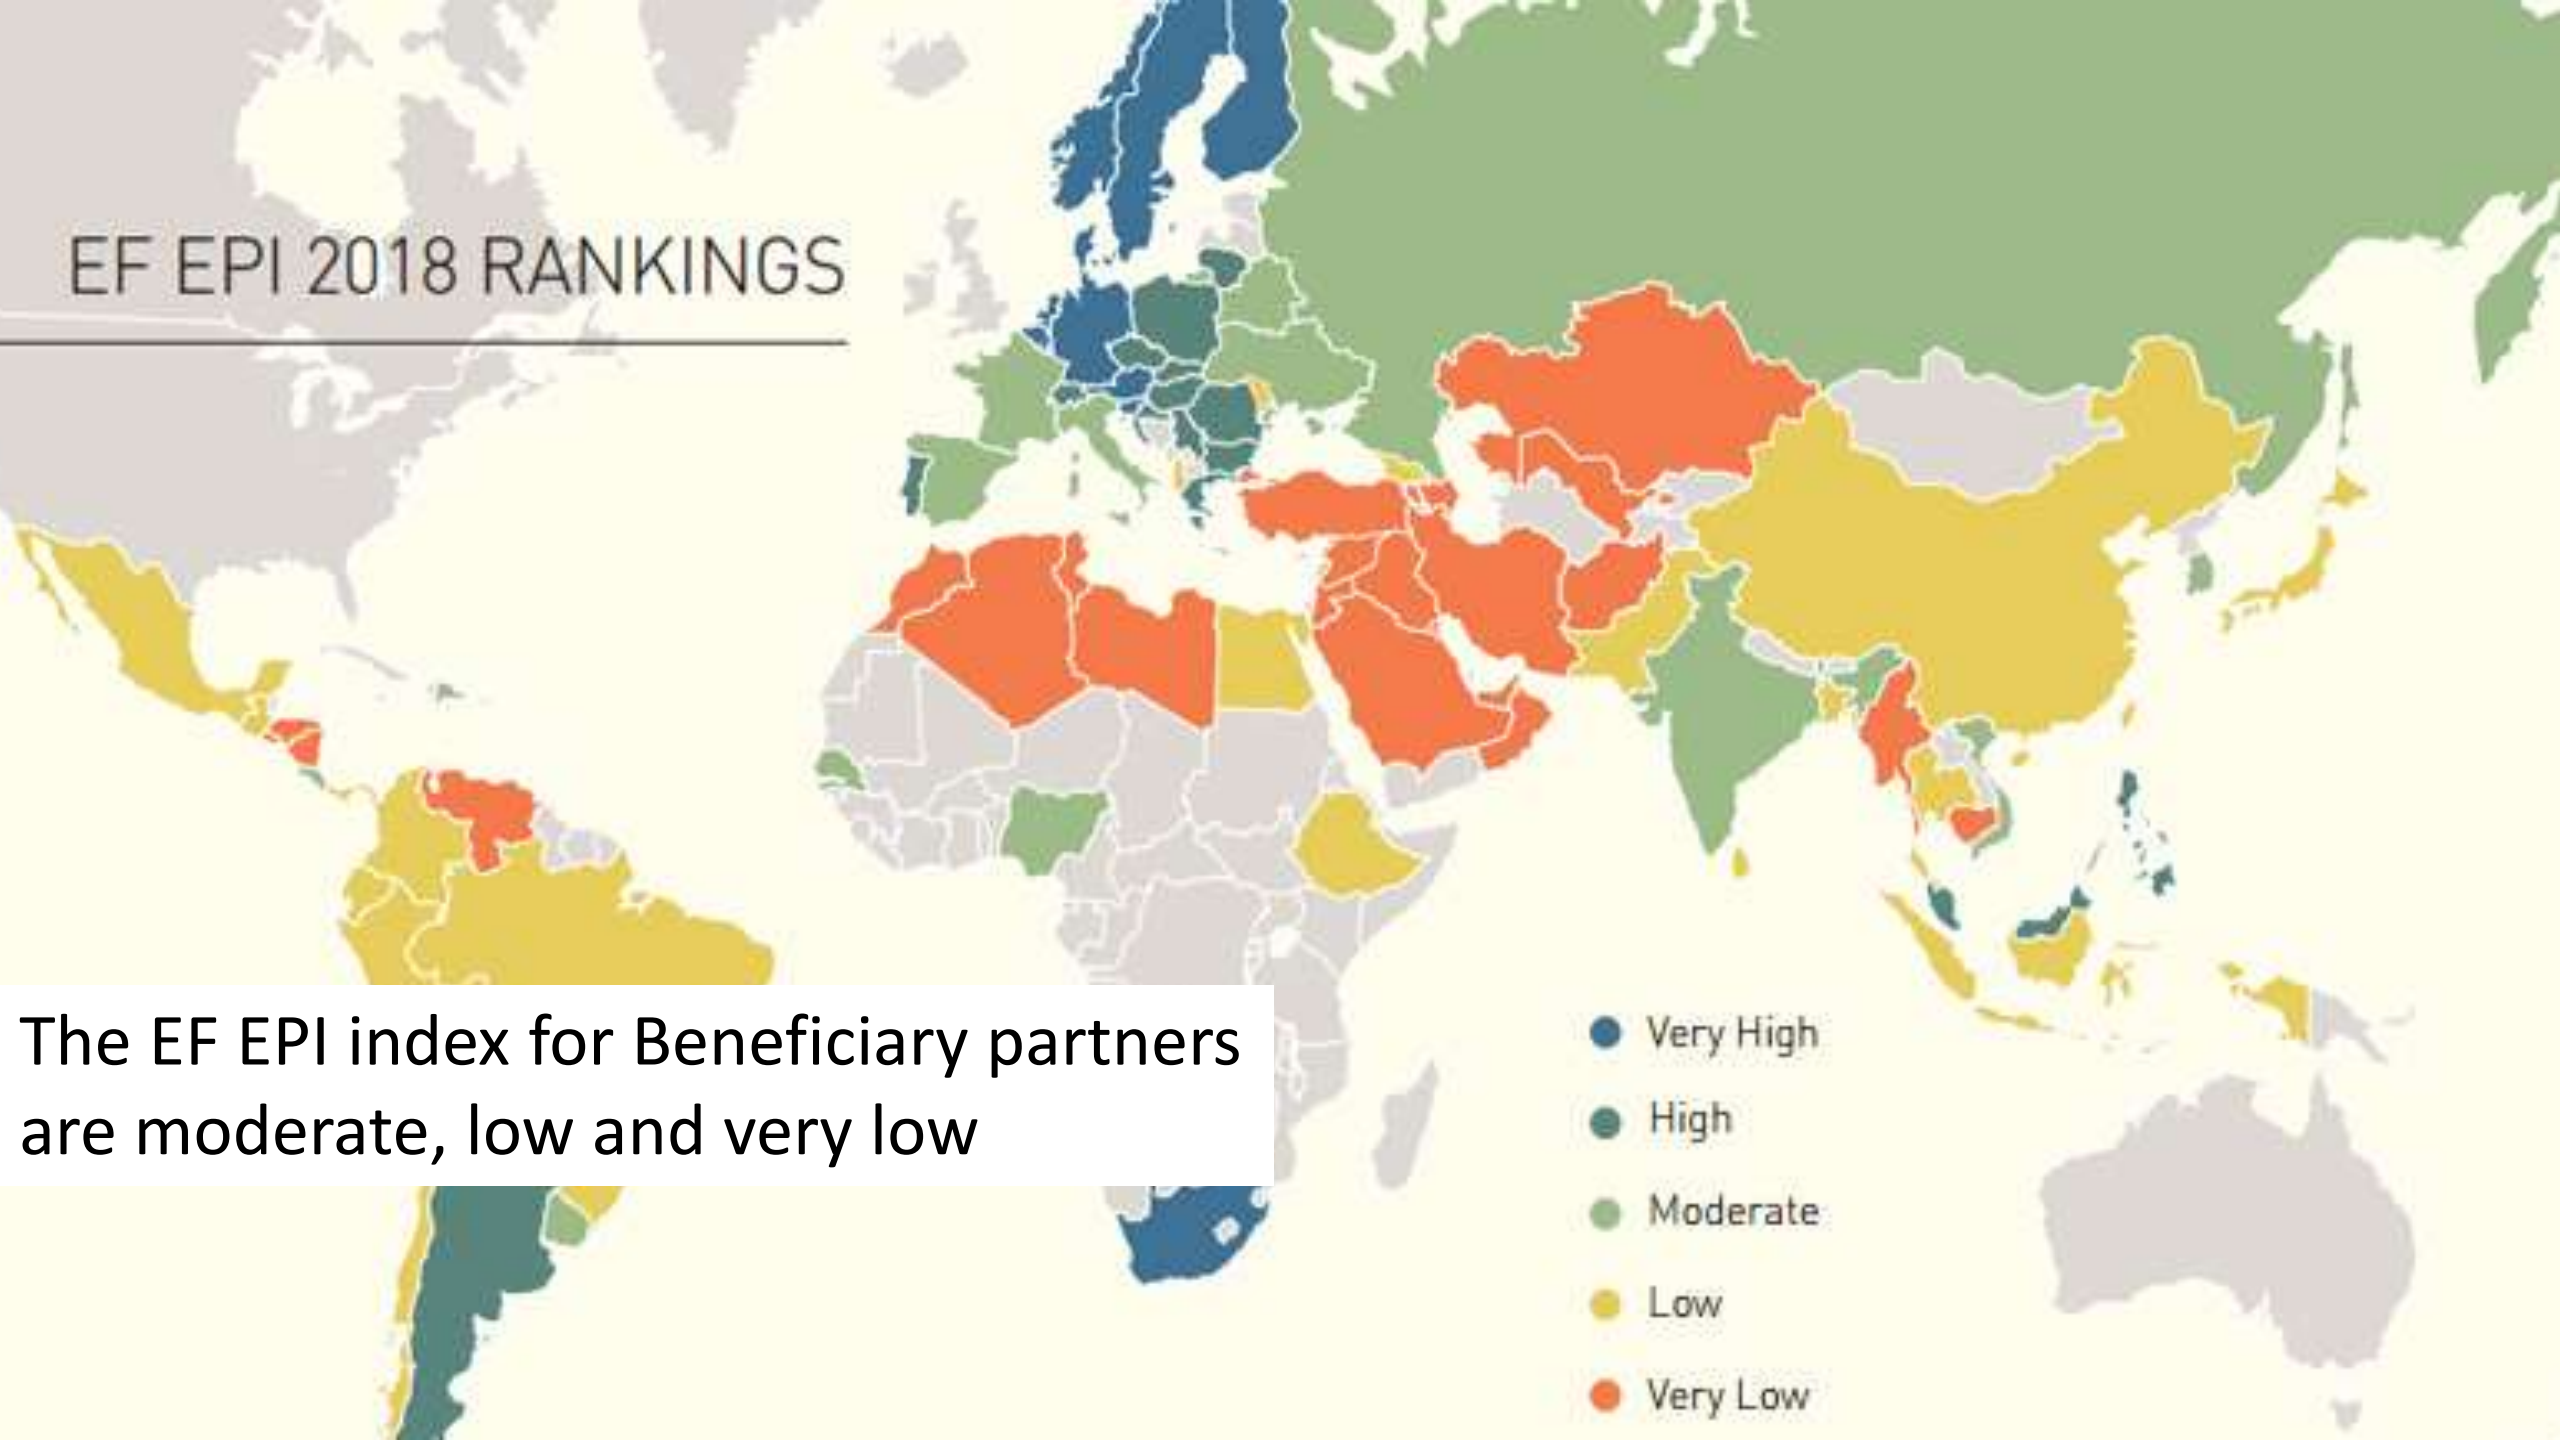 EF EPI 2018 RANKINGS
The EF EPI index for Beneficiary partners
are moderate, low and very low
Very High
High
Moderate
Low
Very Low